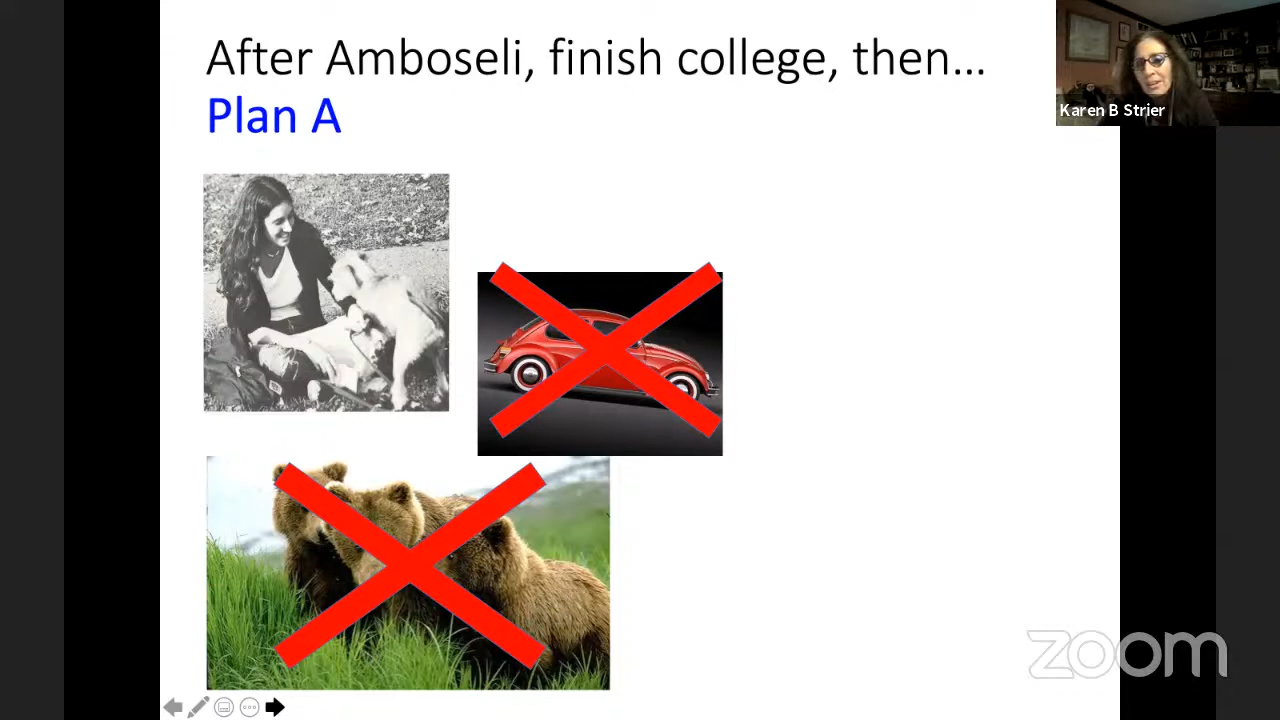 After Amboseli, finish college, then...
Plan A
Karen B Strier
zoom